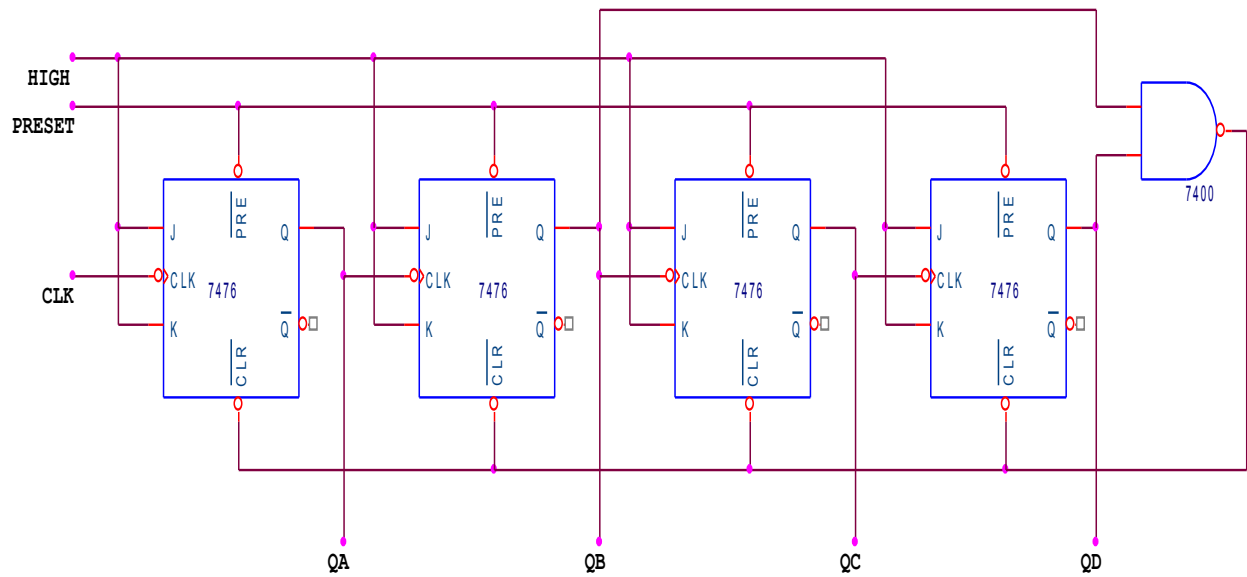 HIGH
PRESET
7400
PRE PRE PRE PRE
J Q J Q J Q J Q
CLK 7476 CLK 7476 CLK 7476 CLK 7476
CLK
K Q̅ K Q̅ K Q̅ K Q̅
CLR CLR CLR CLR
QA QB QC QD